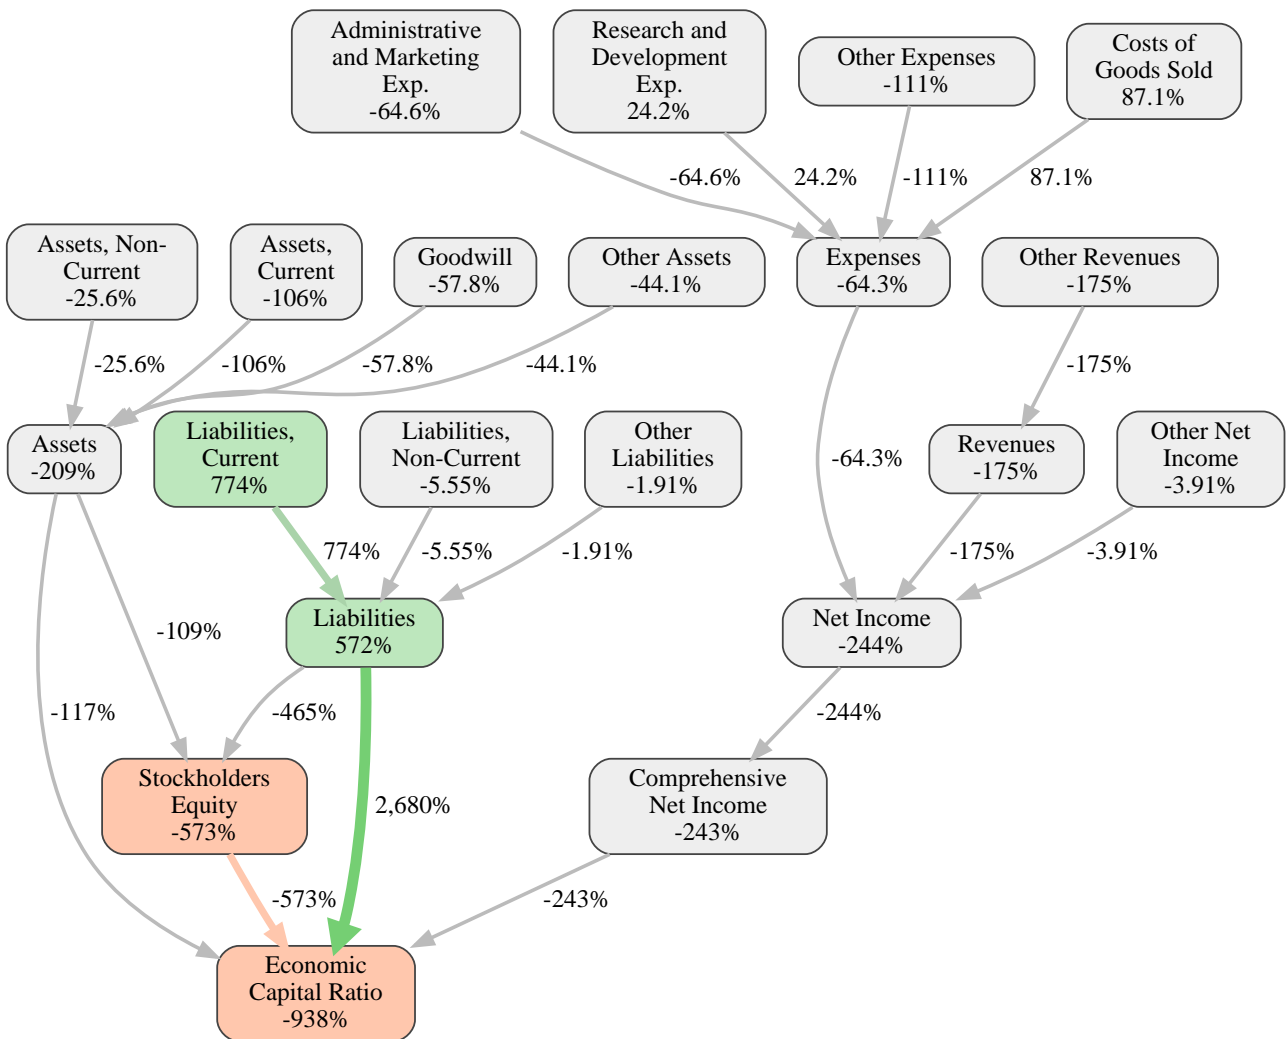 Administrative
and Marketing
Exp.
-64.6%
Research and
Development
Exp.
24.2%
Other Expenses
-111%
Costs of
Goods Sold
87.1%
-64.6%
24.2%
-111%
87.1%
Assets, Non-
Current
-25.6%
Assets,
Current
-106%
Goodwill
-57.8%
Other Assets
-44.1%
Expenses
-64.3%
Other Revenues
-175%
-25.6%
-106%
-57.8%
-44.1%
-175%
Assets
-209%
Liabilities,
Current
774%
Liabilities,
Non-Current
-5.55%
Other
Liabilities
-1.91%
-64.3%
Revenues
-175%
Other Net
Income
-3.91%
774%
-5.55%
-1.91%
-175%
-3.91%
Liabilities
572%
Net Income
-244%
-109%
-117%
-465%
-244%
Stockholders
Equity
-573%
2,680%
Comprehensive
Net Income
-243%
-573%
-243%
Economic
Capital Ratio
-938%